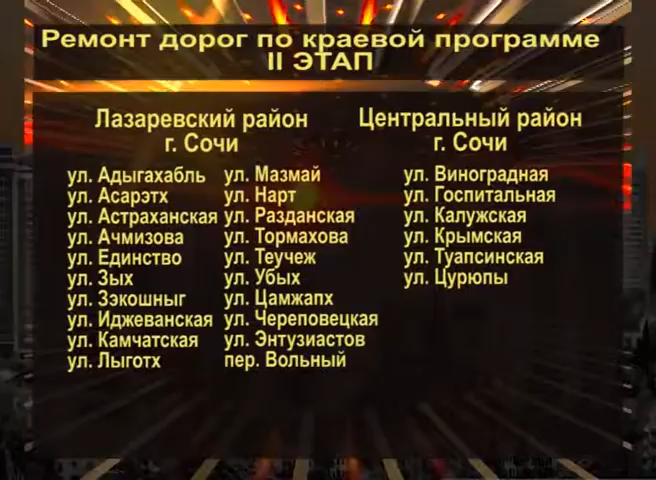 Ремонт дорог по краевой программе
II ЭТАП
Лазаревский район
г. Сочи
ул. Адыгахабль
ул. Асарэтх
ул. Астраханская
ул. Ачмизова
ул. Единство
ул. Зых
ул. Зэкошныг
ул. Иджеванская
ул. Камчатская
ул. Лыготх
ул. Мазмай
ул. Нарт
ул. Разданская
ул. Тормахова
ул. Теучеж
ул. Убых
ул. Цамжапх
ул. Череповецкая
ул. Энтузиастов
пер. Вольный
Центральный район
г. Сочи
ул. Виноградная
ул. Госпитальная
ул. Калужская
ул. Крымская
ул. Туапсинская
ул. Цурюпы